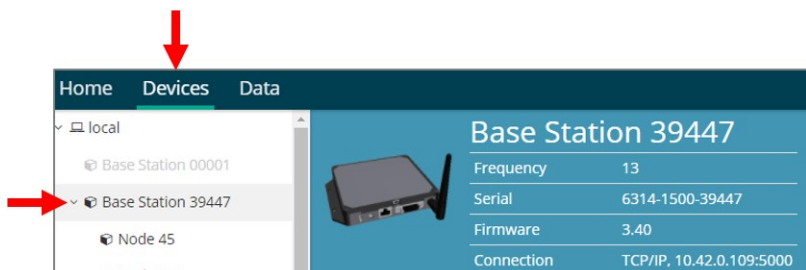 Home Devices Data
local
Base Station 00001
Base Station 39447
Node 45
Base Station 39447
Frequency 13
Serial 6314-1500-39447
Firmware 3.40
Connection TCP/IP, 10.42.0.109:5000